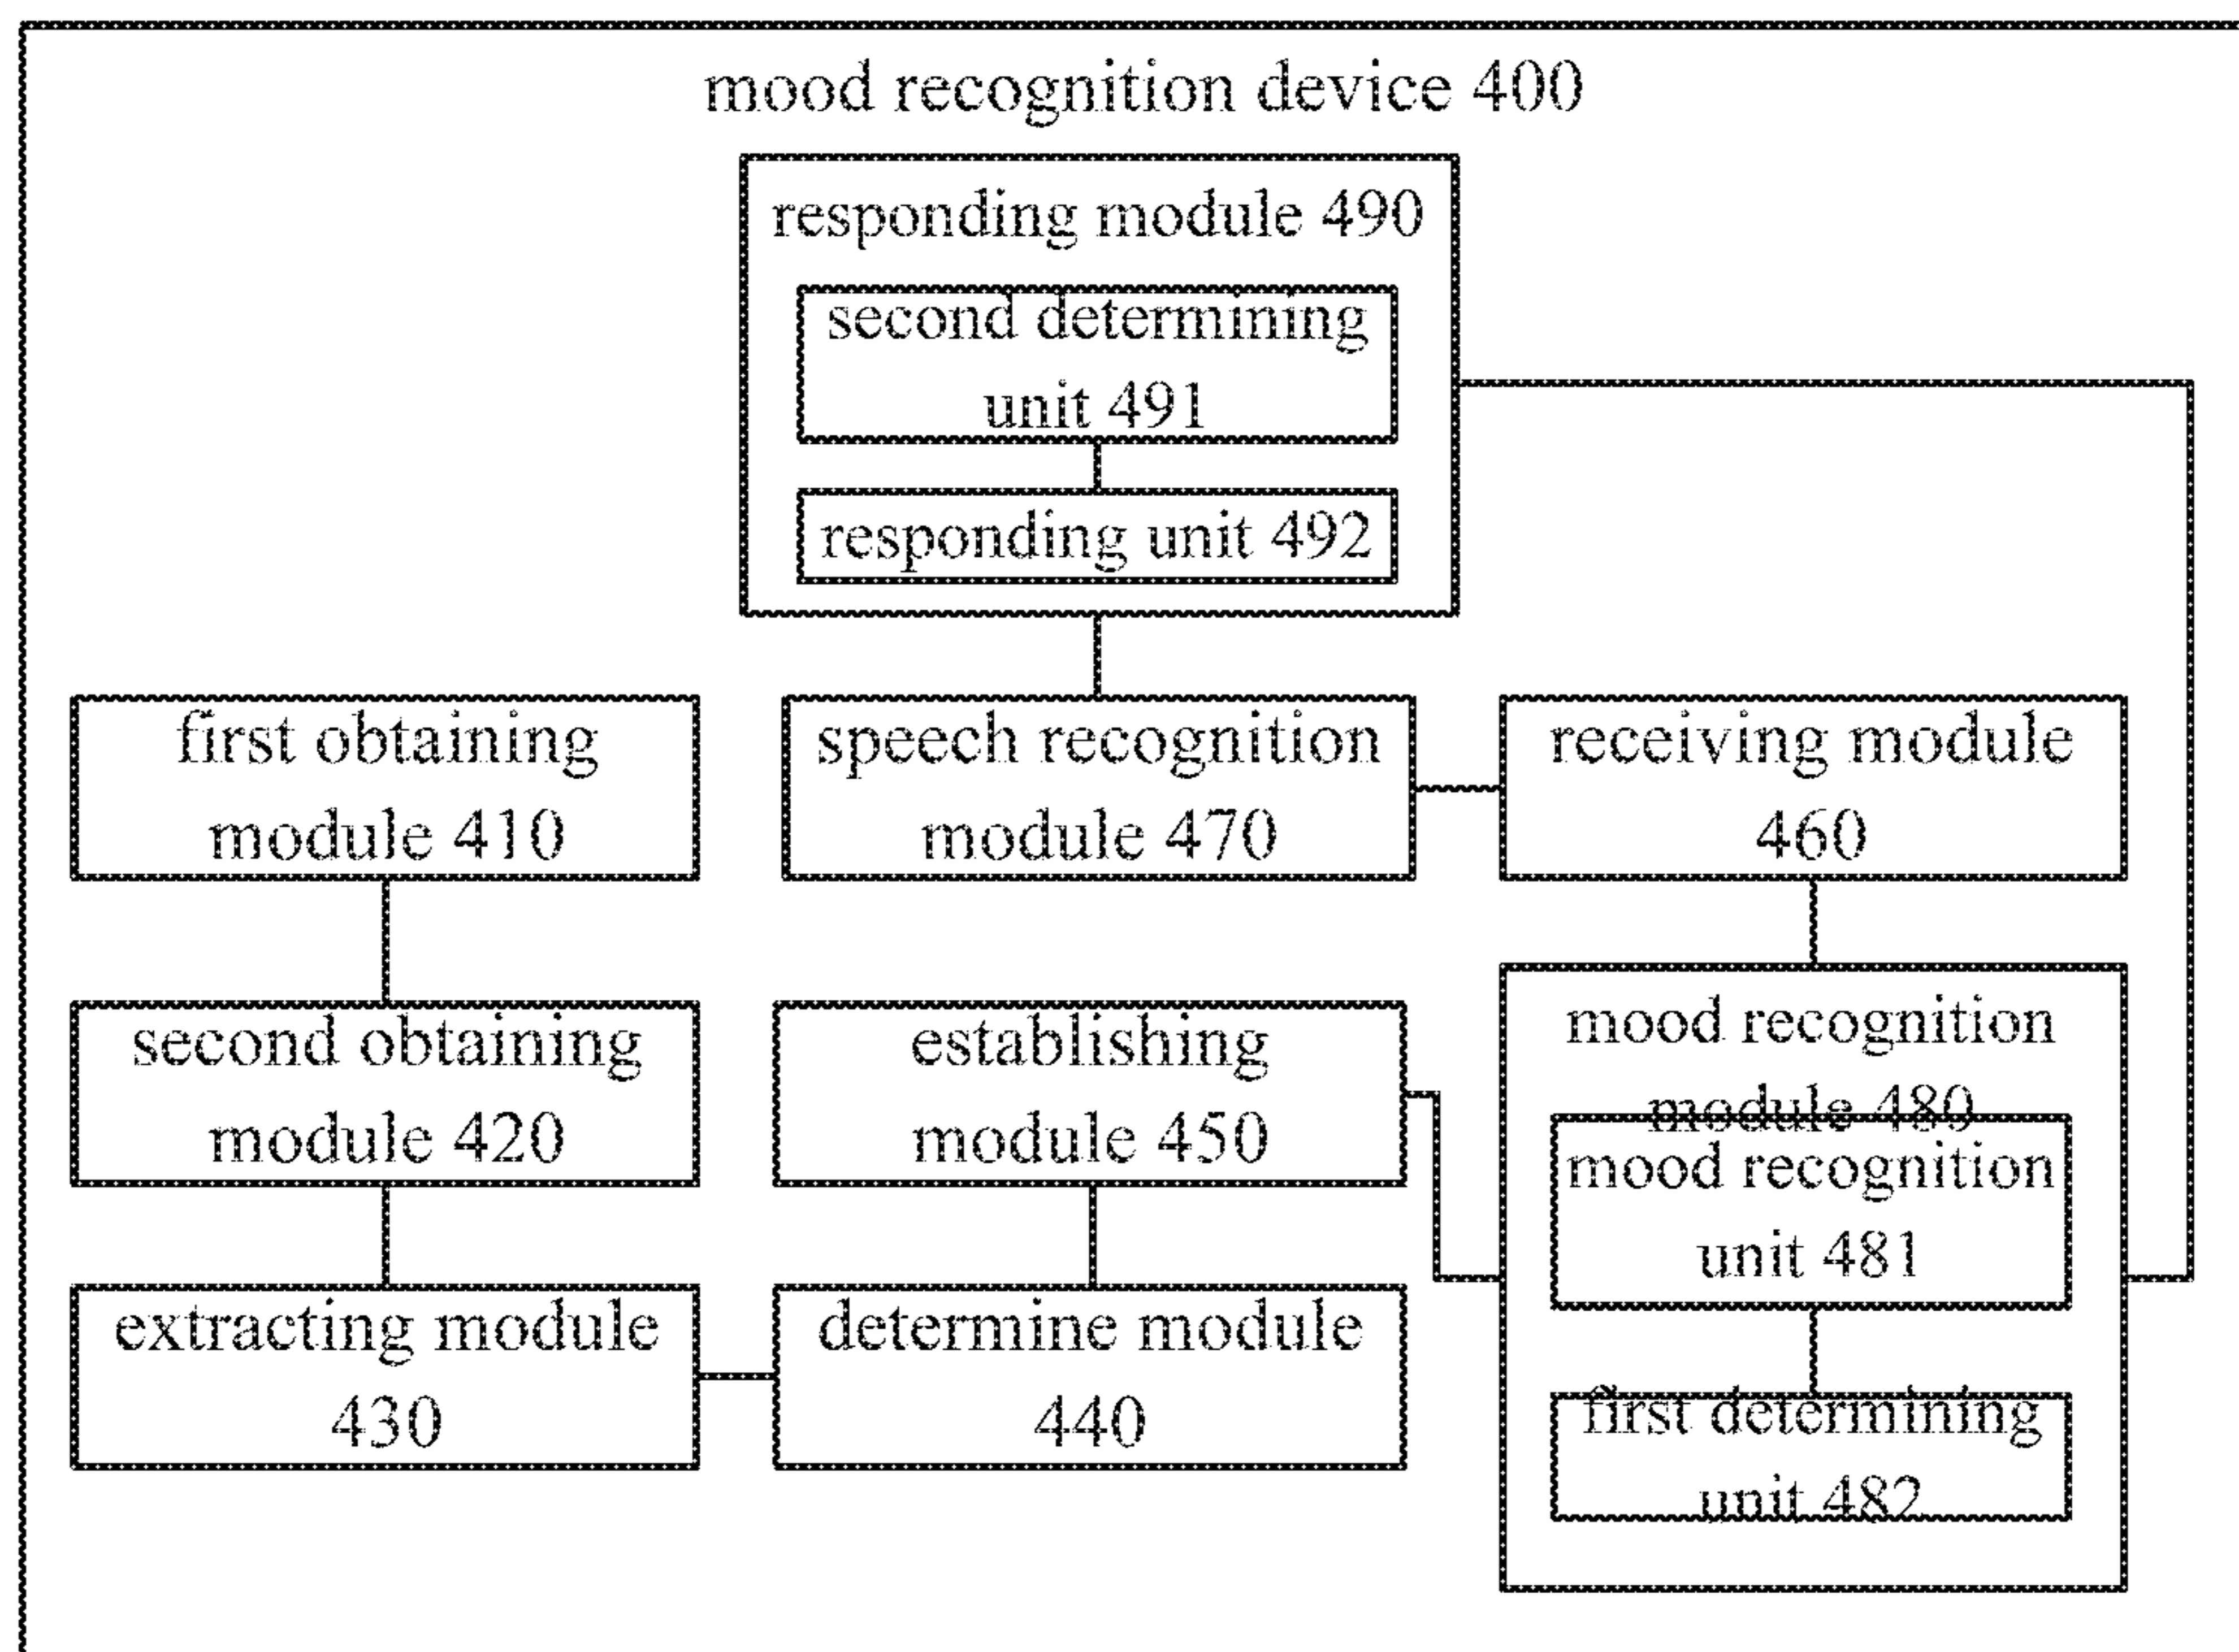 mood recognition device 400
responding module 490
second determining
unit 491
responding unit 492
first obtaining
module 410
speech recognition
module 470
receiving module
460
second obtaining
module 420
establishing
module 450
mood recognition
module 480
mood recognition
unit 481
extracting module
430
determine module
440
first determining
unit 482